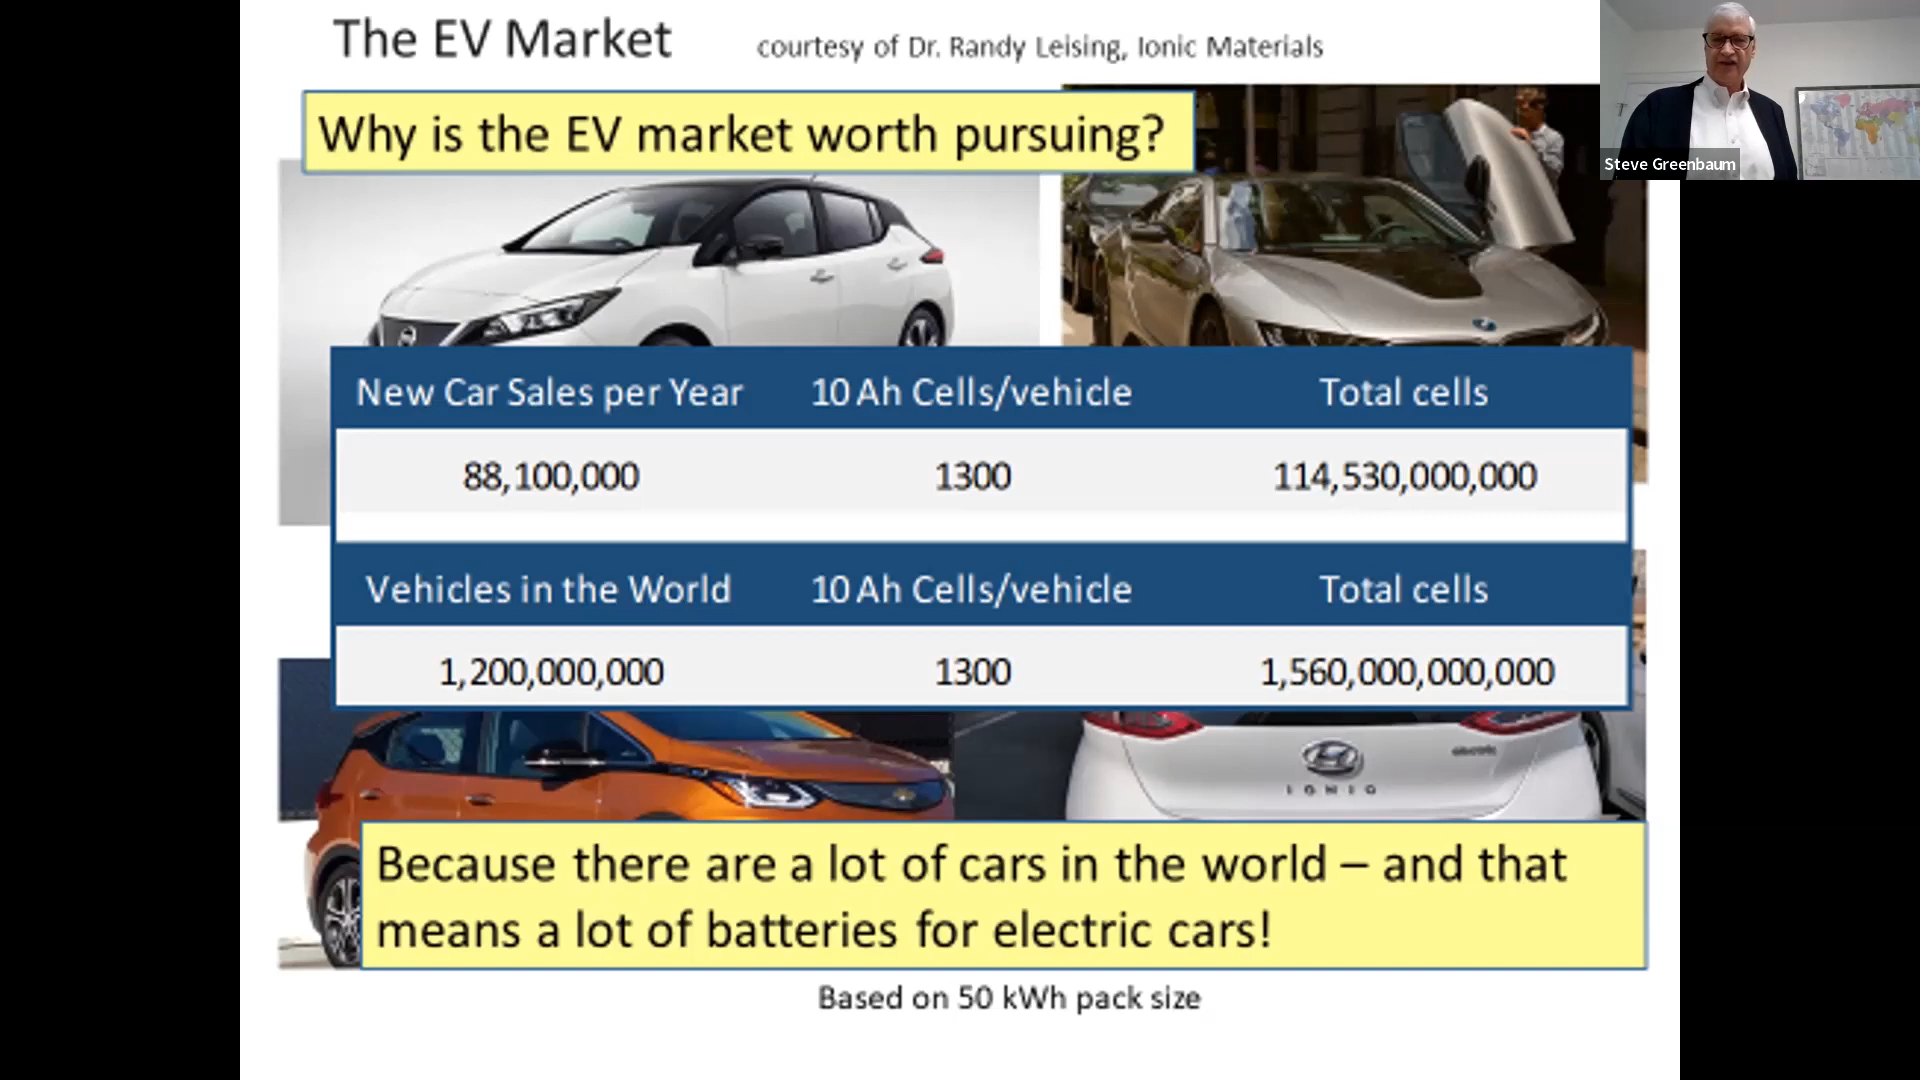 The EV Market courtesy of Dr. Randy Leising, Ionic Materials
Why is the EV market worth pursuing?
Steve Greenbaum
New Car Sales per Year 10 Ah Cells/vehicle Total cells
88,100,000 1300 114,530,000,000
Vehicles in the World 10 Ah Cells/vehicle Total cells
1,200,000,000 1300 1,560,000,000,000
electric
IONIQ
Because there are a lot of cars in the world – and that
means a lot of batteries for electric cars!
Based on 50 kWh pack size